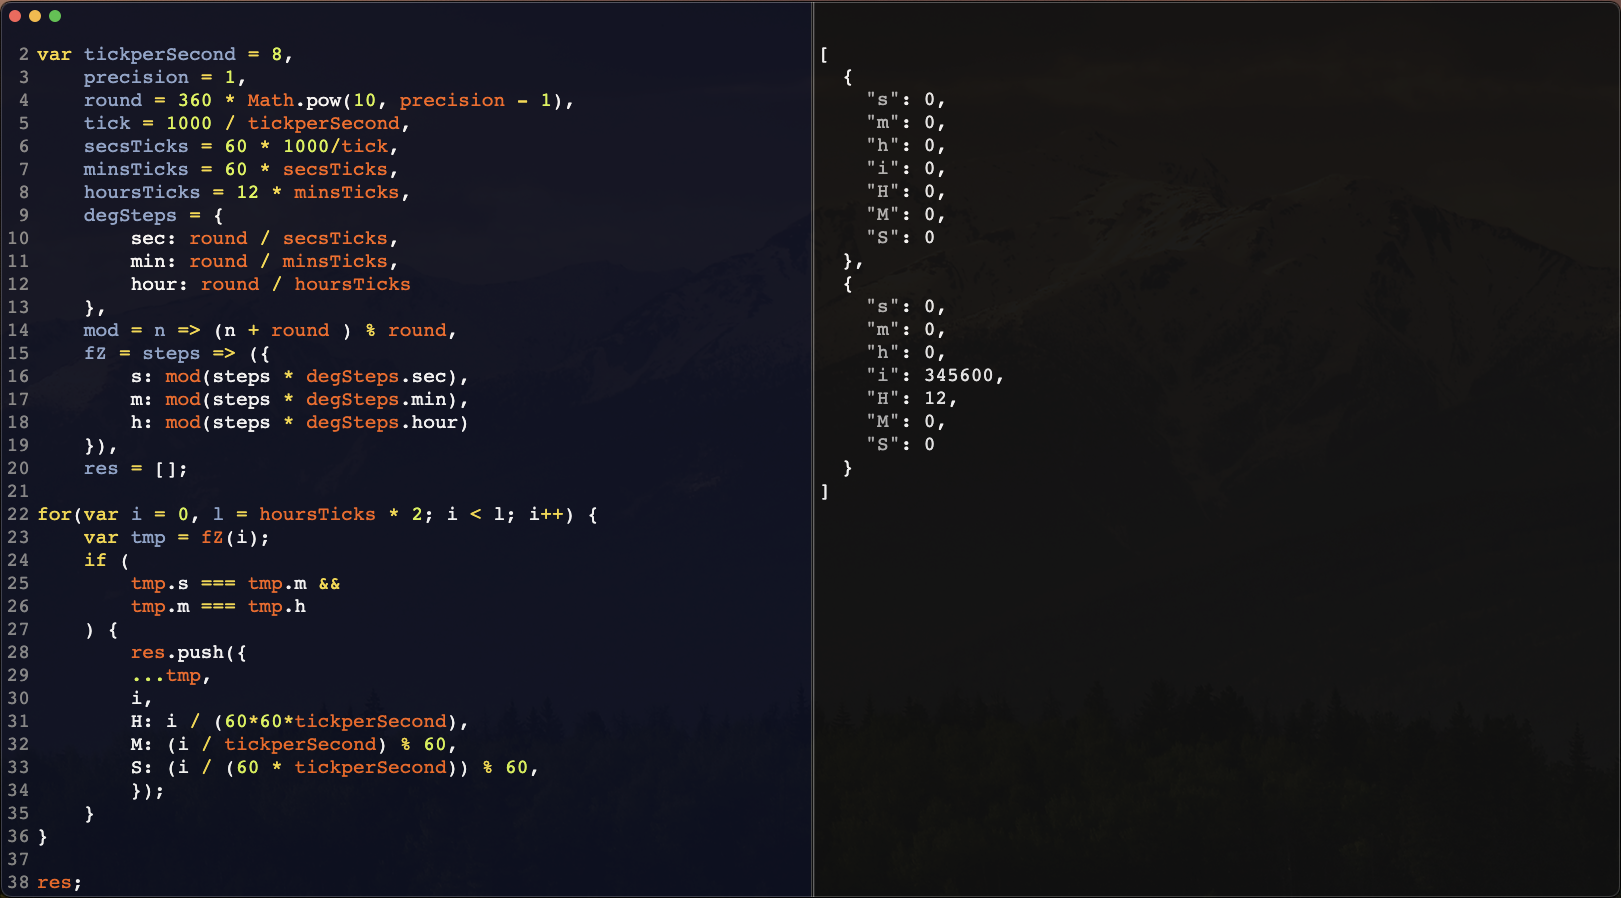 2 var tickperSecond = 8,
3     precision = 1,
4     round = 360 * Math.pow(10, precision - 1),
5     tick = 1000 / tickperSecond,
6     secsTicks = 60 * 1000/tick,
7     minsTicks = 60 * secsTicks,
8     hoursTicks = 12 * minsTicks,
9     degSteps = {
10         sec: round / secsTicks,
11         min: round / minsTicks,
12         hour: round / hoursTicks
13     },
14     mod = n => (n + round ) % round,
15     fZ = steps => ({
16         s: mod(steps * degSteps.sec),
17         m: mod(steps * degSteps.min),
18         h: mod(steps * degSteps.hour)
19     }),
20     res = [];
21
22 for(var i = 0, l = hoursTicks * 2; i < l; i++) {
23     var tmp = fZ(i);
24     if (
25         tmp.s === tmp.m &&
26         tmp.m === tmp.h
27     ) {
28         res.push({
29         ...tmp,
30         i,
31         H: i / (60*60*tickperSecond),
32         M: (i / tickperSecond) % 60,
33         S: (i / (60 * tickperSecond)) % 60,
34         });
35     }
36 }
37
38 res;
[
  {
    "s": 0,
    "m": 0,
    "h": 0,
    "i": 0,
    "H": 0,
    "M": 0,
    "S": 0
  },
  {
    "s": 0,
    "m": 0,
    "h": 0,
    "i": 345600,
    "H": 12,
    "M": 0,
    "S": 0
  }
]